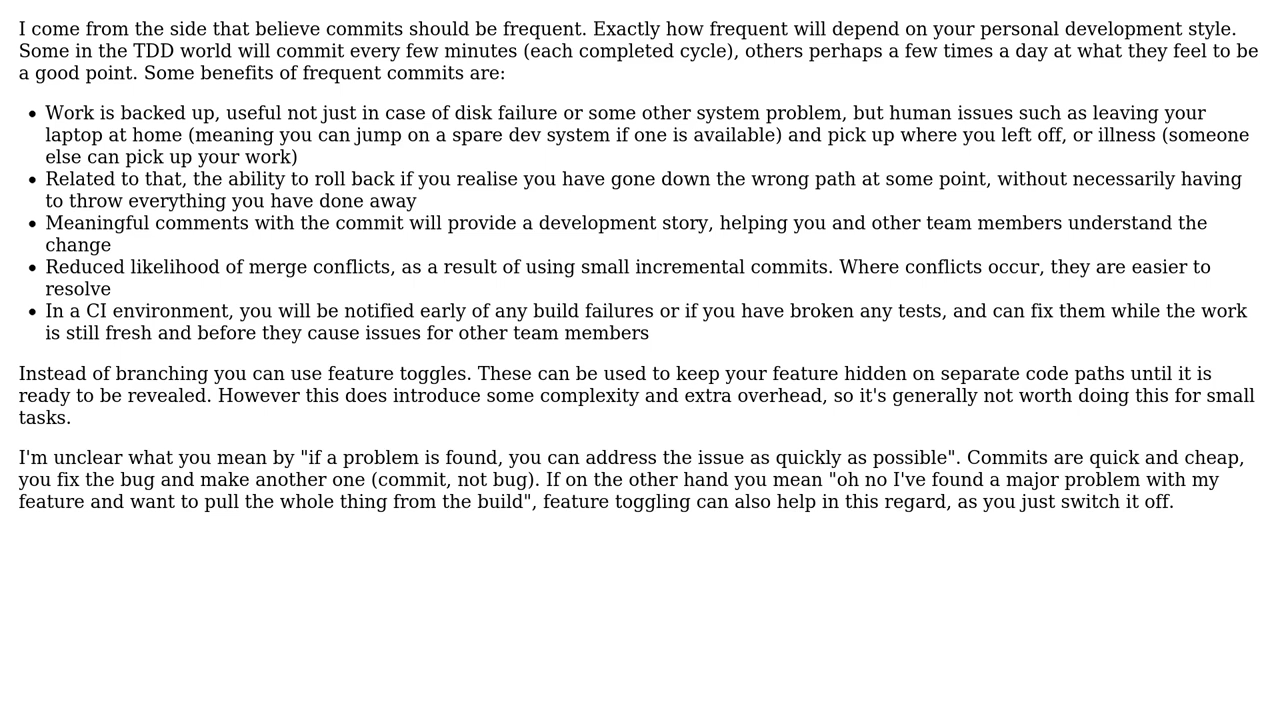 I come from the side that believe commits should be frequent. Exactly how frequent will depend on your personal development style.
Some in the TDD world will commit every few minutes (each completed cycle), others perhaps a few times a day at what they feel to be
a good point. Some benefits of frequent commits are:
• Work is backed up, useful not just in case of disk failure or some other system problem, but human issues such as leaving your
laptop at home (meaning you can jump on a spare dev system if one is available) and pick up where you left off, or illness (someone
else can pick up your work)
• Related to that, the ability to roll back if you realise you have gone down the wrong path at some point, without necessarily having
to throw everything you have done away
• Meaningful comments with the commit will provide a development story, helping you and other team members understand the
change
• Reduced likelihood of merge conflicts, as a result of using small incremental commits. Where conflicts occur, they are easier to
resolve
• In a CI environment, you will be notified early of any build failures or if you have broken any tests, and can fix them while the work
is still fresh and before they cause issues for other team members
Instead of branching you can use feature toggles. These can be used to keep your feature hidden on separate code paths until it is
ready to be revealed. However this does introduce some complexity and extra overhead, so it's generally not worth doing this for small
tasks.
I'm unclear what you mean by "if a problem is found, you can address the issue as quickly as possible". Commits are quick and cheap,
you fix the bug and make another one (commit, not bug). If on the other hand you mean "oh no I've found a major problem with my
feature and want to pull the whole thing from the build", feature toggling can also help in this regard, as you just switch it off.